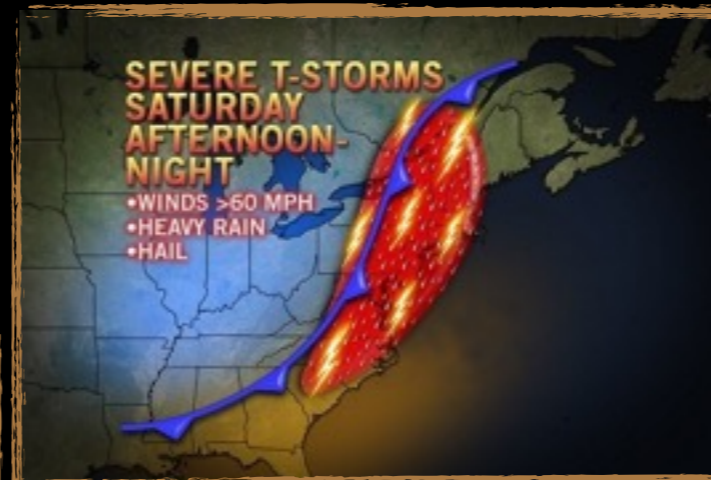 SEVERE T-STORMS
SATURDAY
AFTERNOON-
NIGHT
•WINDS >60 MPH
•HEAVY RAIN
•HAIL